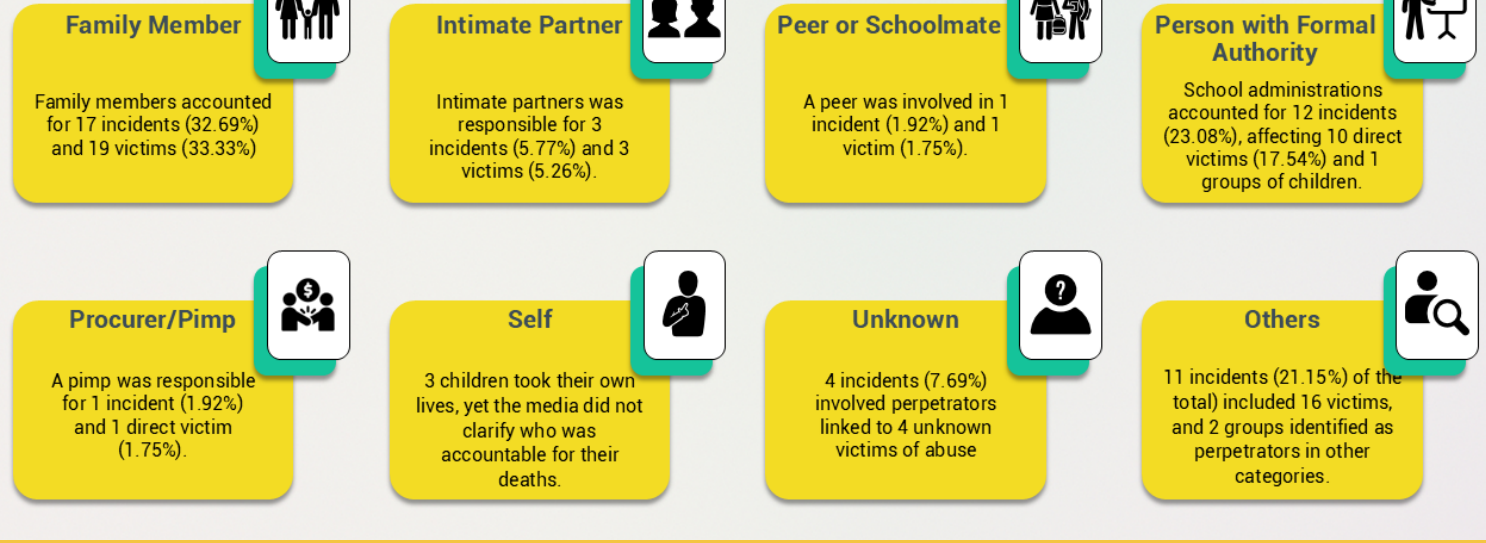 Family Member
Family members accounted
for 17 incidents (32.69%)
and 19 victims (33.33%)
Intimate Partner
Intimate partners was
responsible for 3
incidents (5.77%) and 3
victims (5.26%).
Peer or Schoolmate
A peer was involved in 1
incident (1.92%) and 1
victim (1.75%).
Person with Formal
Authority
School administrations
accounted for 12 incidents
(23.08%), affecting 10 direct
victims (17.54%) and 1
groups of children.
Procurer/Pimp
A pimp was responsible
for 1 incident (1.92%)
and 1 direct victim
(1.75%).
Self
3 children took their own
lives, yet the media did not
clarify who was
accountable for their
deaths.
Unknown
4 incidents (7.69%)
involved perpetrators
linked to 4 unknown
victims of abuse
Others
11 incidents (21.15%) of the
total) included 16 victims,
and 2 groups identified as
perpetrators in other
categories.